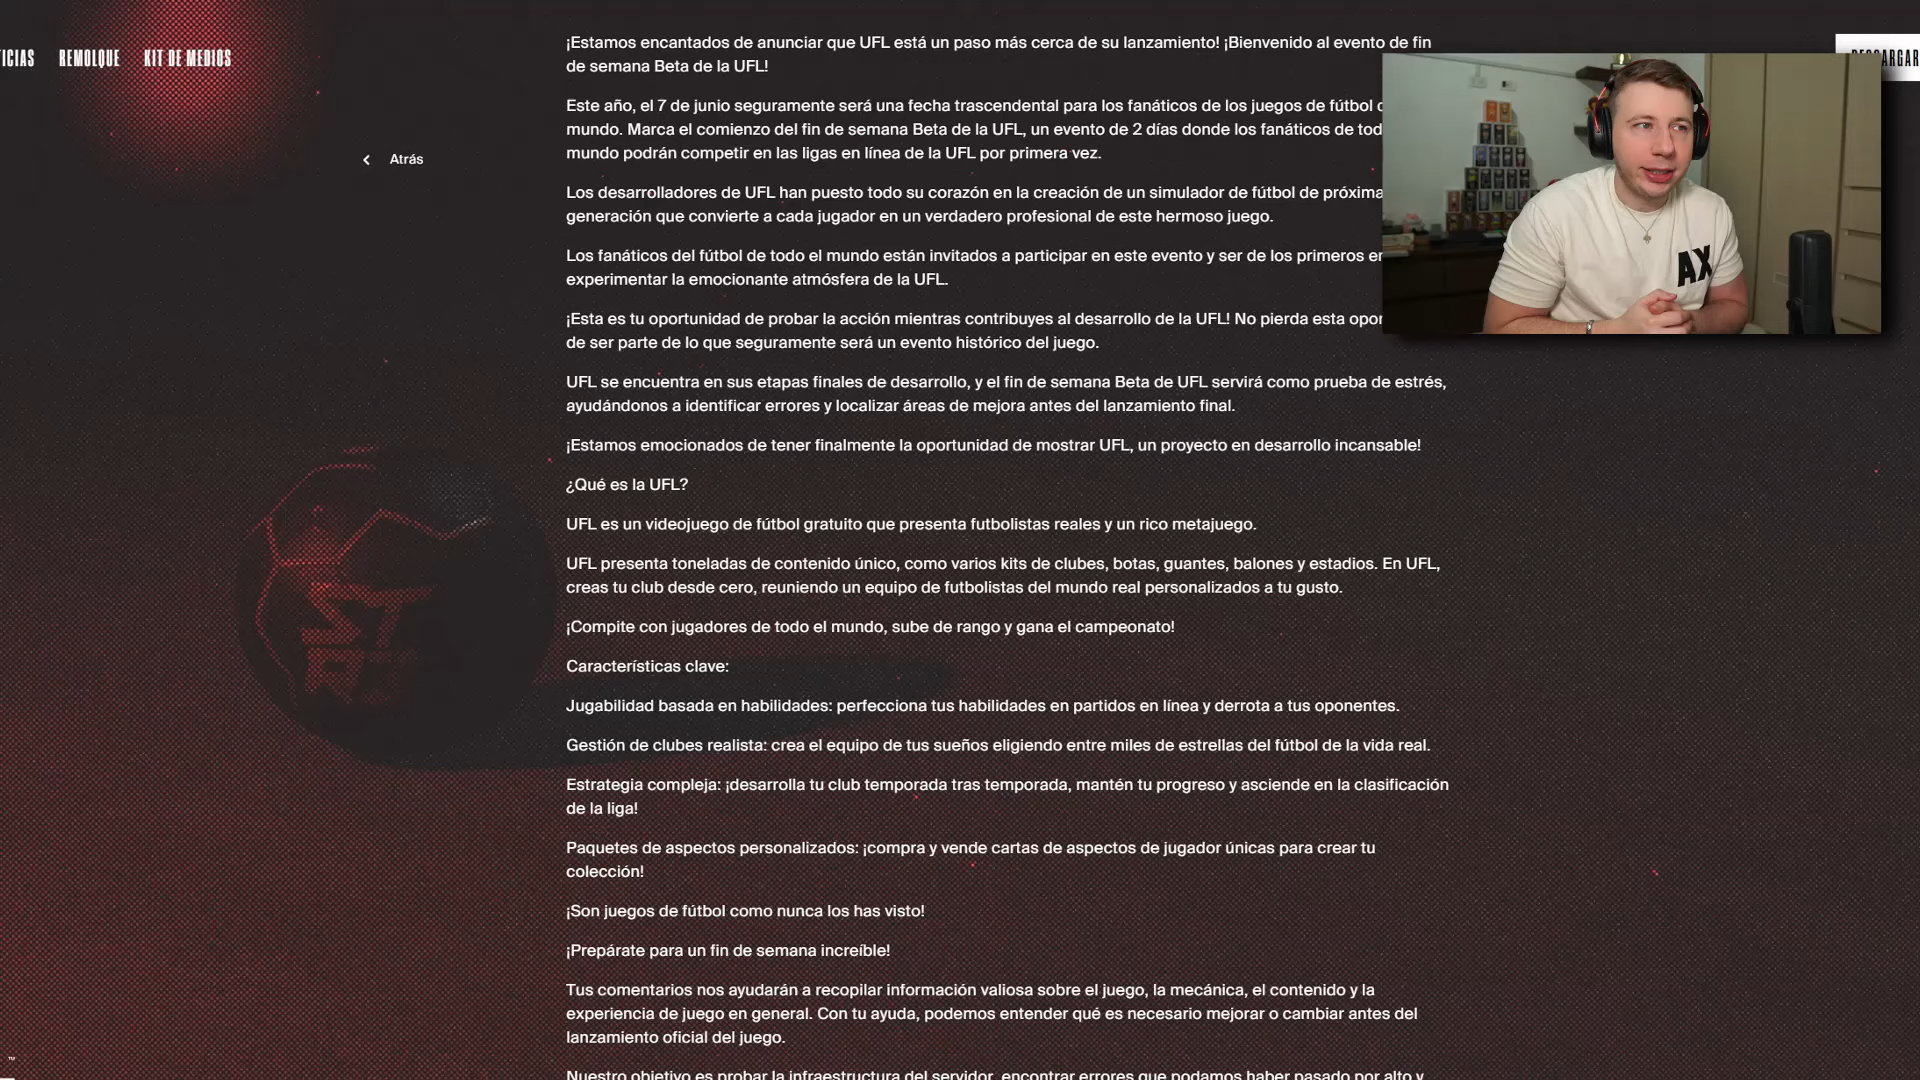 ¡Estamos encantados de anunciar que UFL está un paso más cerca de su lanzamiento! ¡Bienvenido al evento de fin
de semana Beta de la UFL!
ICIAS REMOLQUE KIT DE MEDIOS
Este año, el 7 de junio seguramente será una fecha trascendental para los fanáticos de los juegos de fútbol
mundo. Marca el comienzo del fin de semana Beta de la UFL, un evento de 2 días donde los fanáticos de
mundo podrán competir en las ligas en línea de la UFL por primera vez.
Atrás
Los desarrolladores de UFL han puesto todo su corazón en la creación de un simulador de fútbol de próxima
generación que convierte a cada jugador en un verdadero profesional de este hermoso juego.
Los fanáticos del fútbol de todo el mundo están invitados a participar en este evento y ser de los primeros en
experimentar la emocionante atmósfera de la UFL.
AX
¡Esta es tu oportunidad de probar la acción mientras contribuyes al desarrollo de la UFL! No pierda esta
de ser parte de lo que seguramente será un evento histórico del juego.
UFL se encuentra en sus etapas finales de desarrollo, y el fin de semana Beta de UFL servirá como prueba de estrés,
ayudándonos a identificar errores y localizar áreas de mejora antes del lanzamiento final.
¡Estamos emocionados de tener finalmente la oportunidad de mostrar UFL, un proyecto en desarrollo incansable!
¿Qué es la UFL?
UFL es un videojuego de fútbol gratuito que presenta futbolistas reales y un rico metajuego.
UFL presenta toneladas de contenido único, como varios kits de clubes, botas, guantes, balones y estadios. En UFL,
creas tu club desde cero, reuniendo un equipo de futbolistas del mundo real personalizados a tu gusto.
¡Compite con jugadores de todo el mundo, sube de rango y gana el campeonato!
Características clave:
Jugabilidad basada en habilidades: perfecciona tus habilidades en partidos en línea y derrota a tus oponentes.
Gestión de clubes realista: crea el equipo de tus sueños eligiendo entre miles de estrellas del fútbol de la vida real.
Estrategia compleja: ¡desarrolla tu club temporada tras temporada, mantén tu progreso y asciende en la clasificación
de la liga!
Paquetes de aspectos personalizados: ¡compra y vende cartas de aspectos de jugador únicas para crear tu
colección!
¡Son juegos de fútbol como nunca los has visto!
¡Prepárate para un fin de semana increíble!
Tus comentarios nos ayudarán a recopilar información valiosa sobre el juego, la mecánica, el contenido y la
experiencia de juego en general. Con tu ayuda, podemos entender qué es necesario mejorar o cambiar antes del
lanzamiento oficial del juego.
Nuestro objetivo es probar la infraestructura del servidor, encontrar errores que podamos haber pasado por alto y